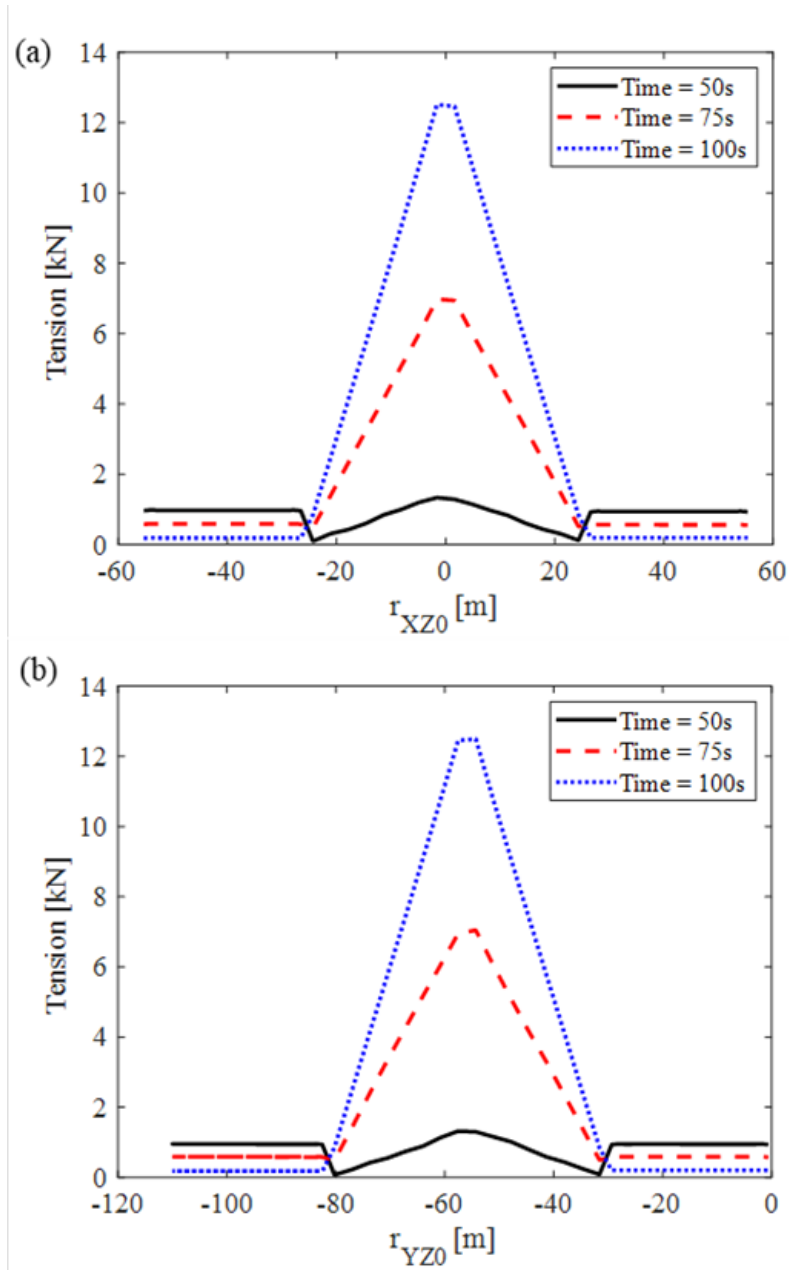 (a)
14
12
10
8
6
4
2
0
Tension [kN]
Time = 50s
Time = 75s
Time = 100s
-60 -40 -20 0 20 40 60
r_XZ0 [m]
(b)
14
12
10
8
6
4
2
0
Tension [kN]
Time = 50s
Time = 75s
Time = 100s
-120 -100 -80 -60 -40 -20 0
r_YZ0 [m]